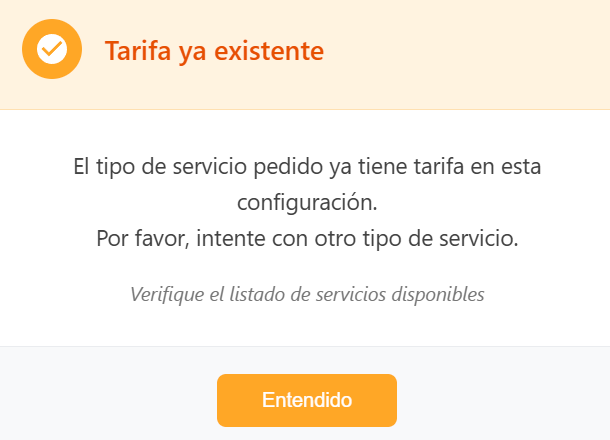 Tarifa ya existente
El tipo de servicio pedido ya tiene tarifa en esta
configuración.
Por favor, intente con otro tipo de servicio.
Verifique el listado de servicios disponibles
Entendido